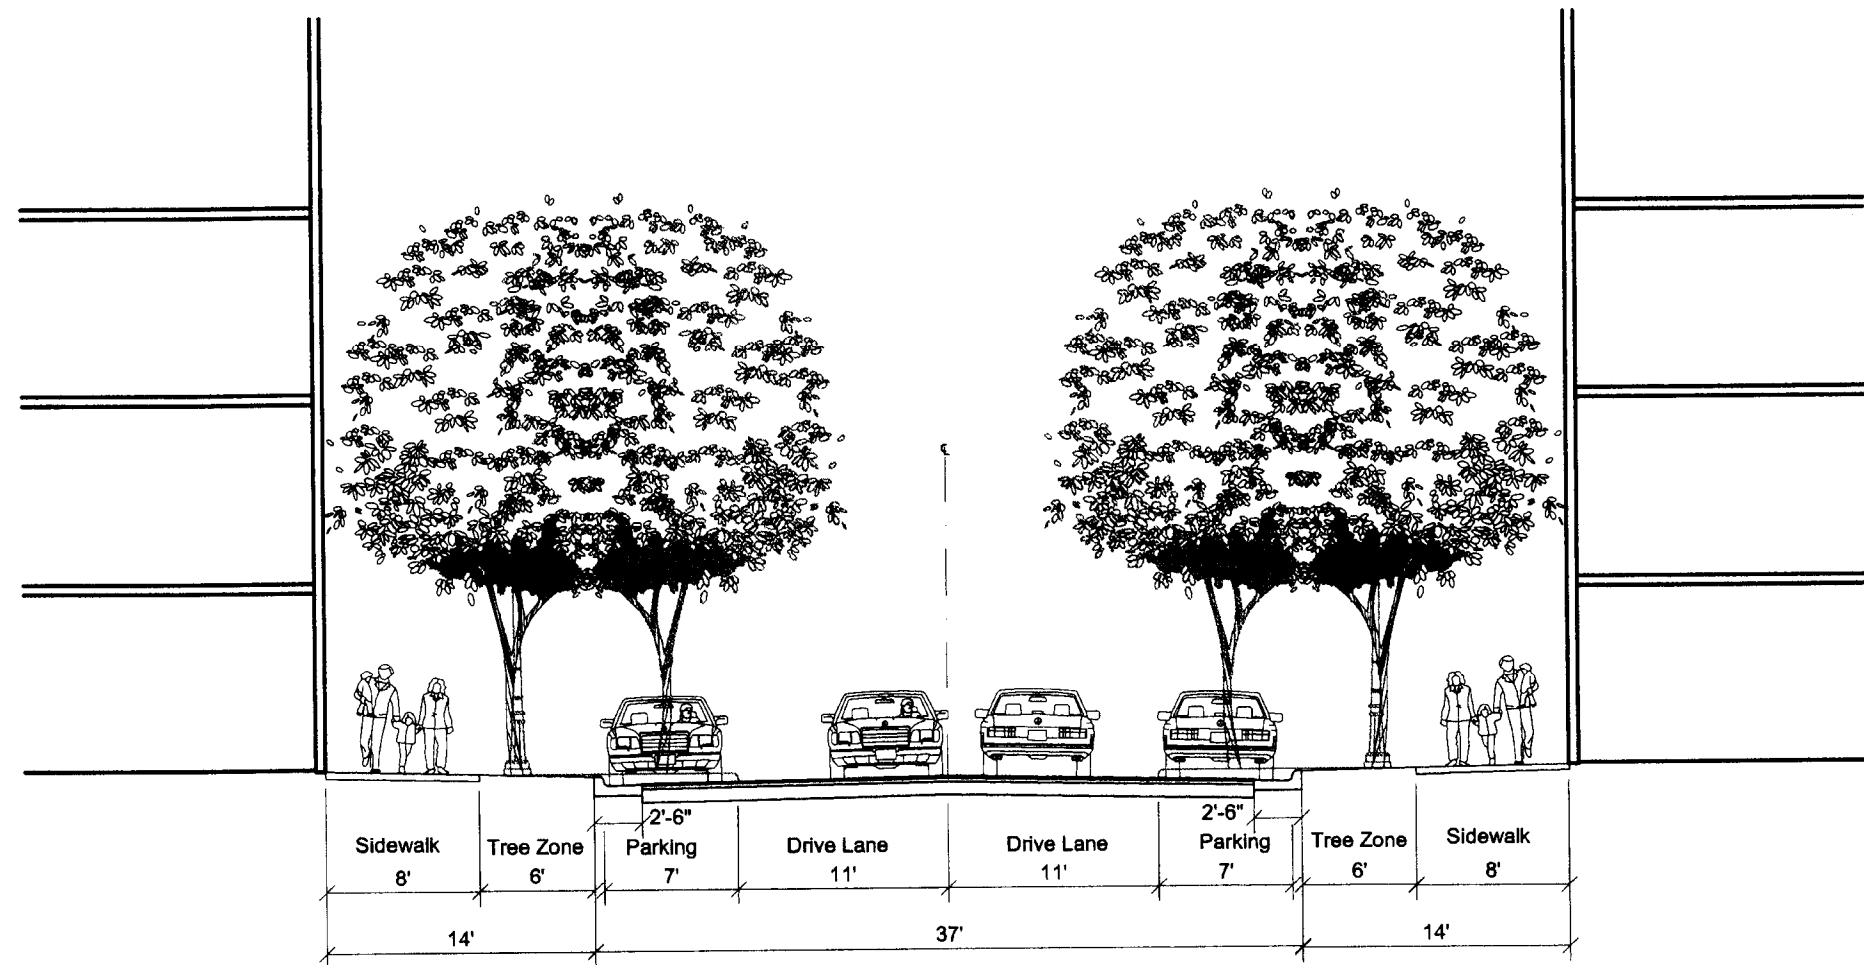 ℄
2'-6" 2'-6"
Sidewalk Tree Zone Parking Drive Lane Drive Lane Parking Tree Zone Sidewalk
8' 6' 7' 11' 11' 7' 6' 8'
14' 37' 14'